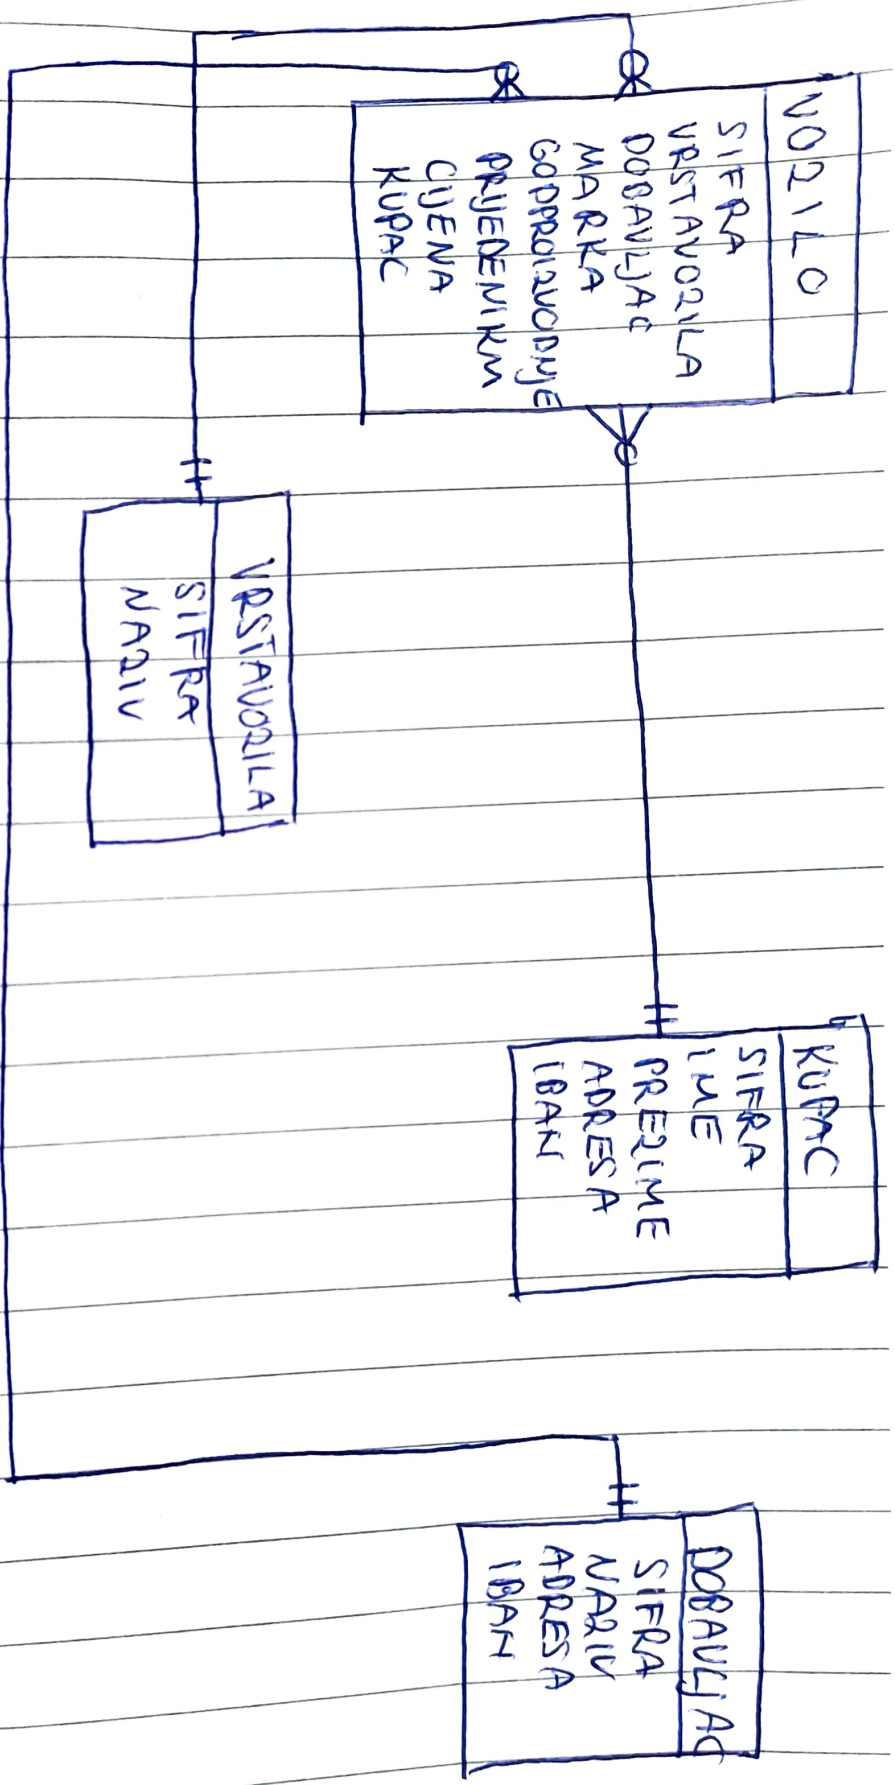 VOZILO
SIFRA
VRSTAVOZILA
DOBAVLJAC
MARKA
GODPROIZVODNJE
PRIJEDENIKM
CIJENA
KUPAC
VRSTAVOZILA
SIFRA
NAZIV
KUPAC
SIFRA
IME
PREZIME
ADRESA
IBAN
DOBAVLJAC
SIFRA
NAZIV
ADRESA
IBAN